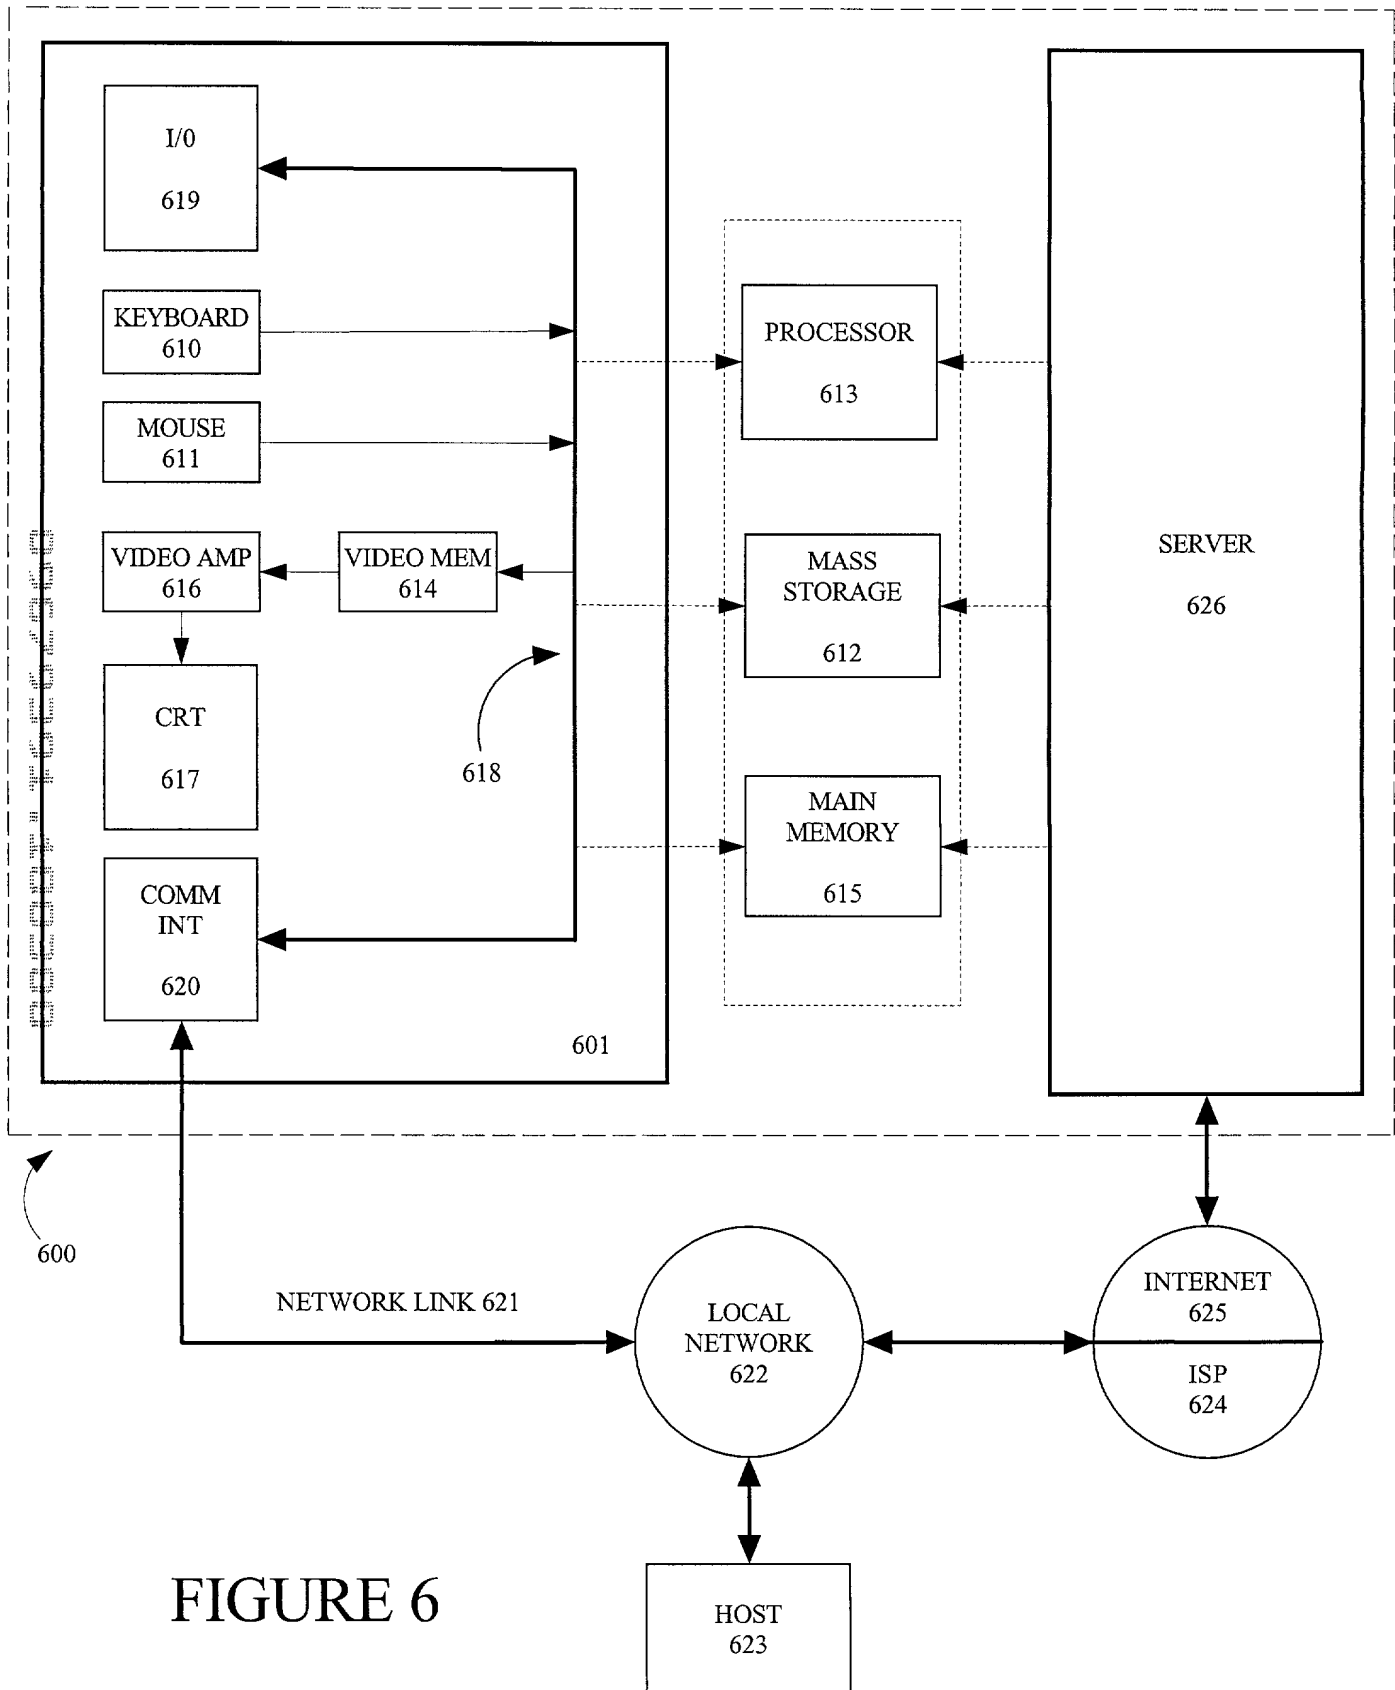 I/0
619
KEYBOARD
610
MOUSE
611
VIDEO AMP
616
VIDEO MEM
614
CRT
617
618
COMM
INT
620
601
PROCESSOR
613
MASS
STORAGE
612
MAIN
MEMORY
615
SERVER
626
600
NETWORK LINK 621
LOCAL
NETWORK
622
INTERNET
625
ISP
624
HOST
623
FIGURE 6